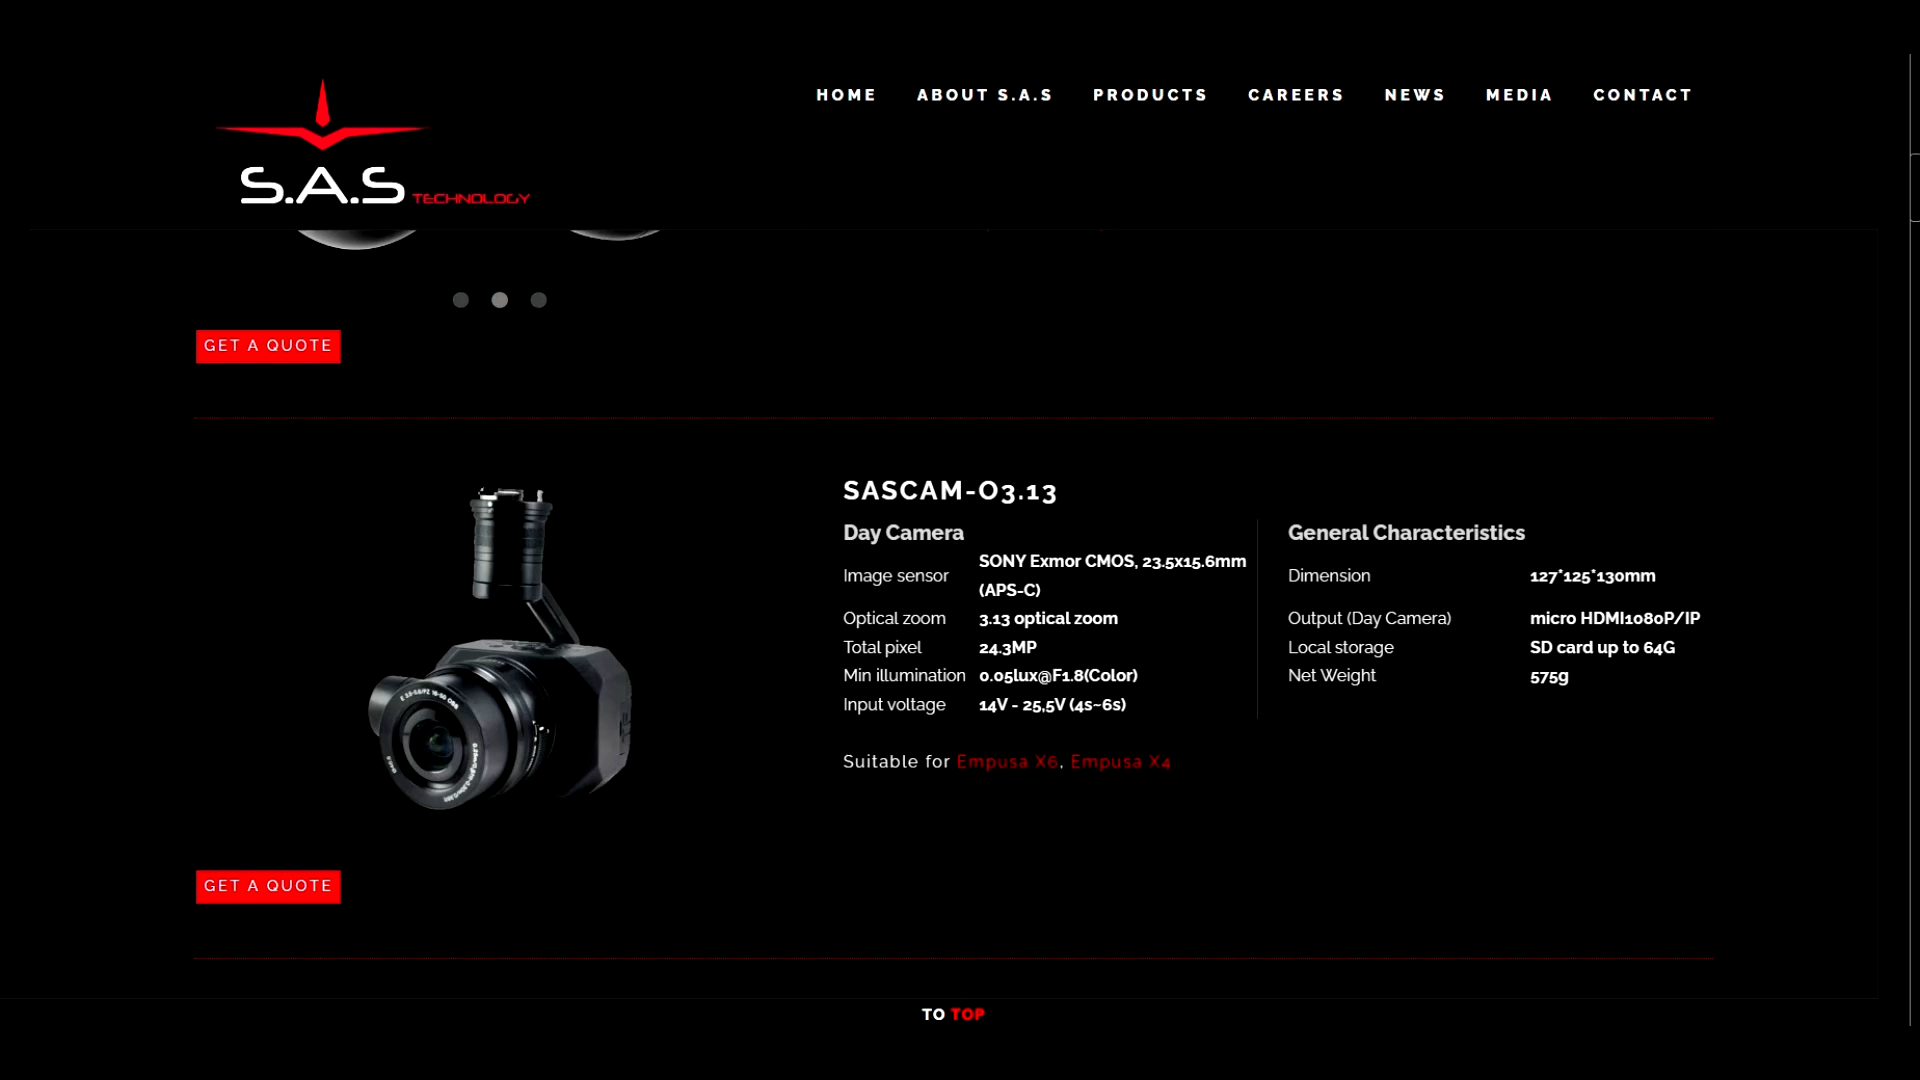 HOME ABOUT S.A.S PRODUCTS CAREERS NEWS MEDIA CONTACT
S.A.S TECHNOLOGY
GET A QUOTE
SASCAM-O3.13
Day Camera
Image sensor SONY Exmor CMOS, 23.5x15.6mm
(APS-C)
Optical zoom 3.13 optical zoom
Total pixel 24.3MP
Min illumination 0.05lux@F1.8(Color)
Input voltage 14V - 25,5V (4s~6s)
General Characteristics
Dimension 127*125*130mm
Output (Day Camera) micro HDMI1080P/IP
Local storage SD card up to 64G
Net Weight 575g
Suitable for Empusa X6, Empusa X4
GET A QUOTE
TO TOP